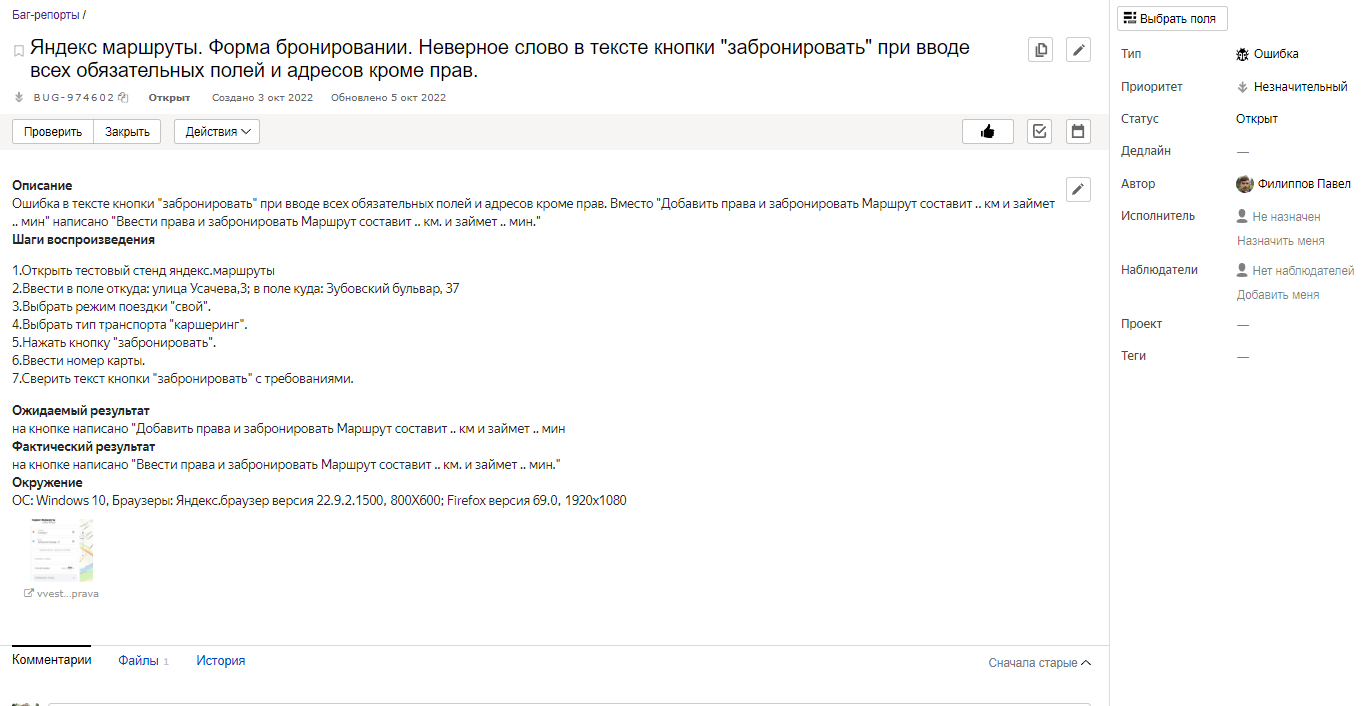 Баг-репорты /
Яндекс маршруты. Форма бронировании. Неверное слово в тексте кнопки "забронировать" при вводе
всех обязательных полей и адресов кроме прав.
BUG-974602 Открыт Создано 3 окт 2022 Обновлено 5 окт 2022
Проверить Закрыть Действия
Описание
Ошибка в тексте кнопки "забронировать" при вводе всех обязательных полей и адресов кроме прав. Вместо "Добавить права и забронировать Маршрут составит .. км и займет
.. мин" написано "Ввести права и забронировать Маршрут составит .. км. и займет .. мин."
Шаги воспроизведения
1.Открыть тестовый стенд яндекс.маршруты
2.Ввести в поле откуда: улица Усачева,3; в поле куда: Зубовский бульвар, 37
3.Выбрать режим поездки "свой".
4.Выбрать тип транспорта "каршеринг".
5.Нажать кнопку "забронировать".
6.Ввести номер карты.
7.Сверить текст кнопки "забронировать" с требованиями.
Ожидаемый результат
на кнопке написано "Добавить права и забронировать Маршрут составит .. км и займет .. мин
Фактический результат
на кнопке написано "Ввести права и забронировать Маршрут составит .. км. и займет .. мин."
Окружение
ОС: Windows 10, Браузеры: Яндекс.браузер версия 22.9.2.1500, 800X600; Firefox версия 69.0, 1920x1080
vvest...prava
Комментарии Файлы 1 История Сначала старые
Выбрать поля
Тип Ошибка
Приоритет Незначительный
Статус Открыт
Дедлайн —
Автор Филиппов Павел
Исполнитель Не назначен
Назначить меня
Наблюдатели Нет наблюдателей
Добавить меня
Проект —
Теги —